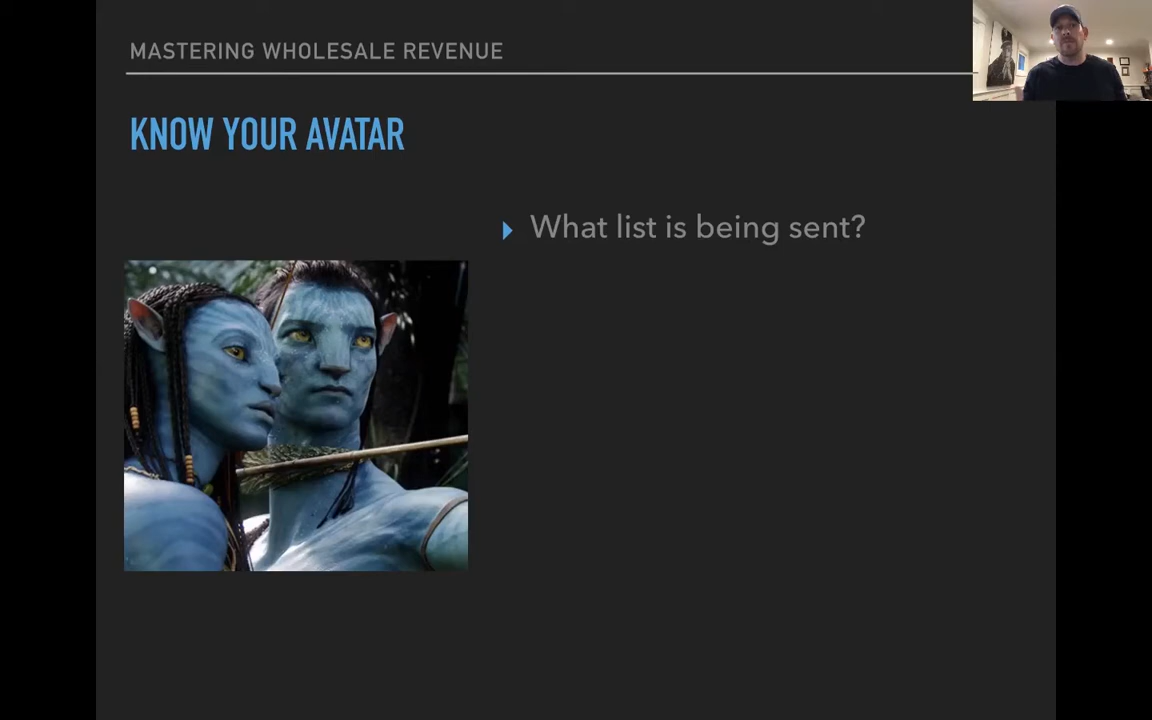 MASTERING WHOLESALE REVENUE
KNOW YOUR AVATAR
What list is being sent?